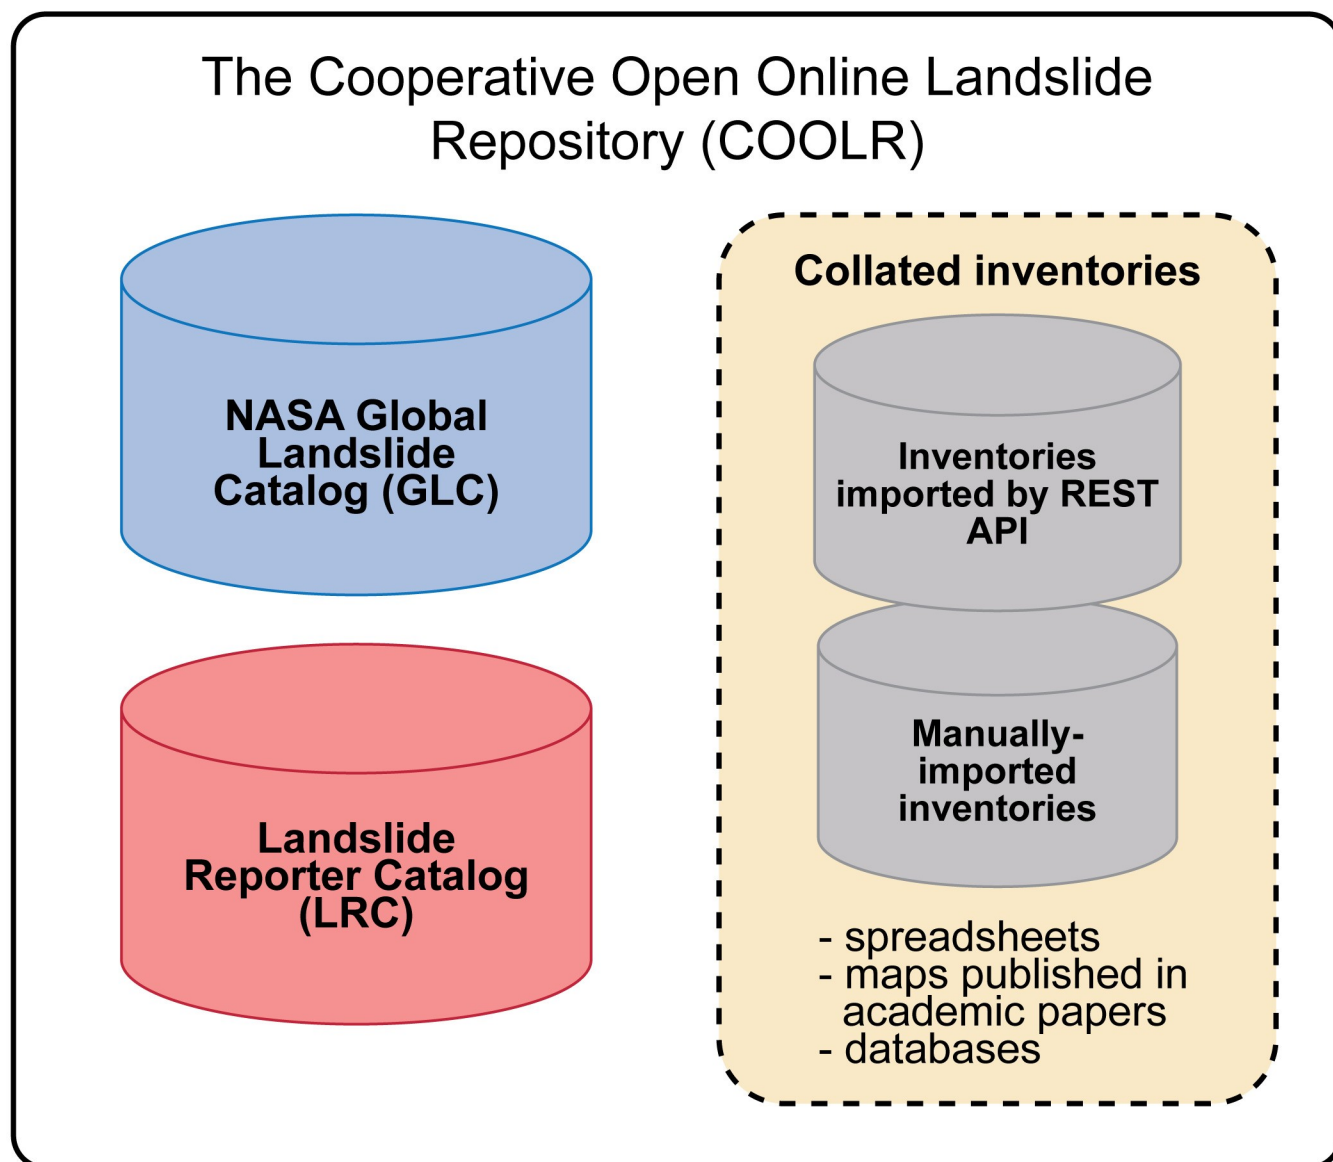 The Cooperative Open Online Landslide
Repository (COOLR)
NASA Global
Landslide
Catalog (GLC)
Landslide
Reporter Catalog
(LRC)
Collated inventories
Inventories
imported by REST
API
Manually-
imported
inventories
- spreadsheets
- maps published in
academic papers
- databases